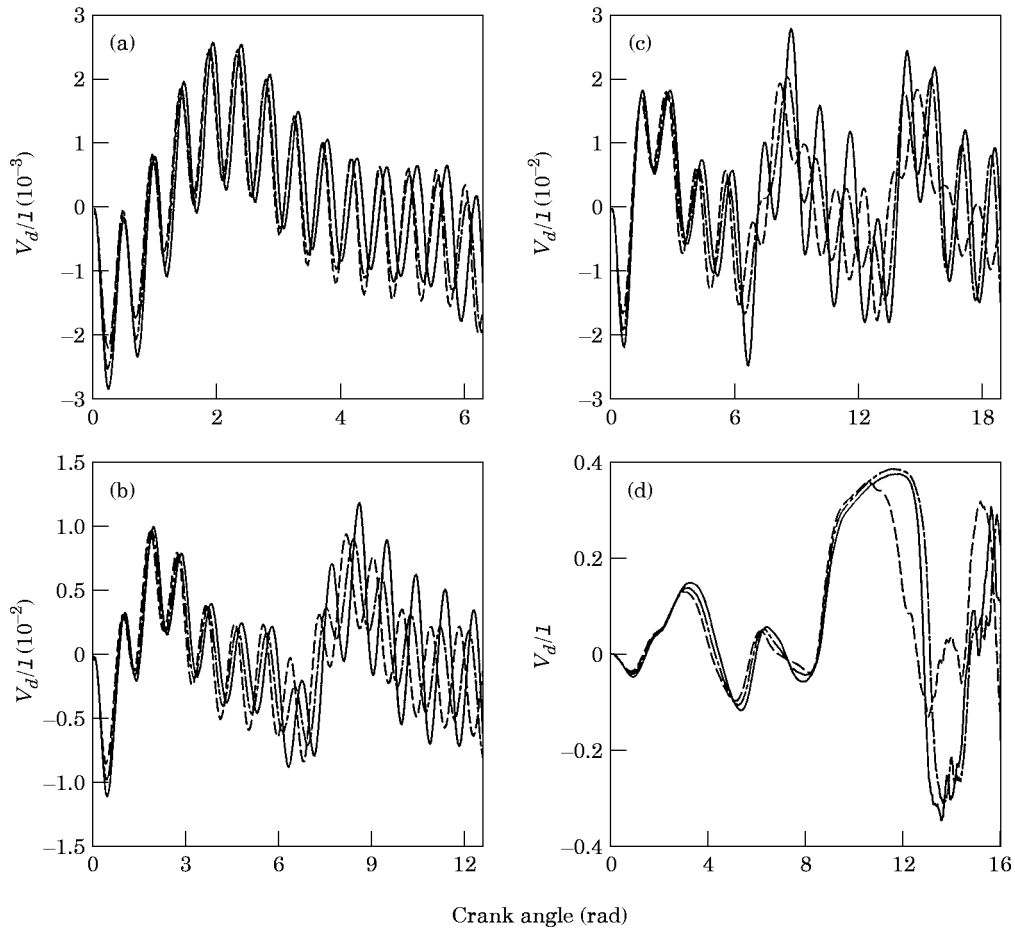 (a)
3
2
1
0
−1
−2
−3
0 2 4 6
V_d/l (10⁻³)
(c)
3
2
1
0
−1
−2
−3
0 6 12 18
V_d/l (10⁻²)
(b)
1.5
1.0
0.5
0
−0.5
−1.0
−1.5
0 3 6 9 12
V_d/l (10⁻²)
(d)
0.4
0.2
0
−0.2
−0.4
0 4 8 12 16
V_d/l
Crank angle (rad)